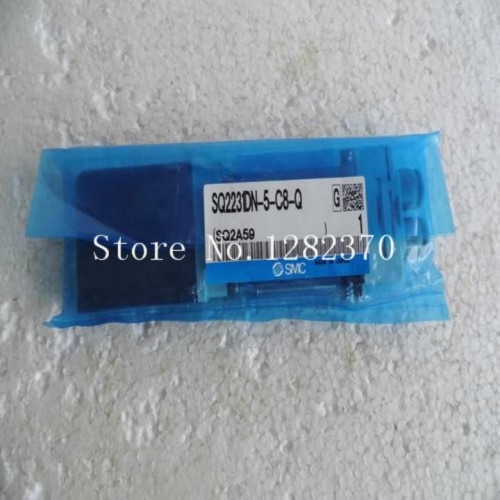 SQ2231DN-5-C8-Q
G
(SQ2A59 ) 1
Store No: 1282370
SMC